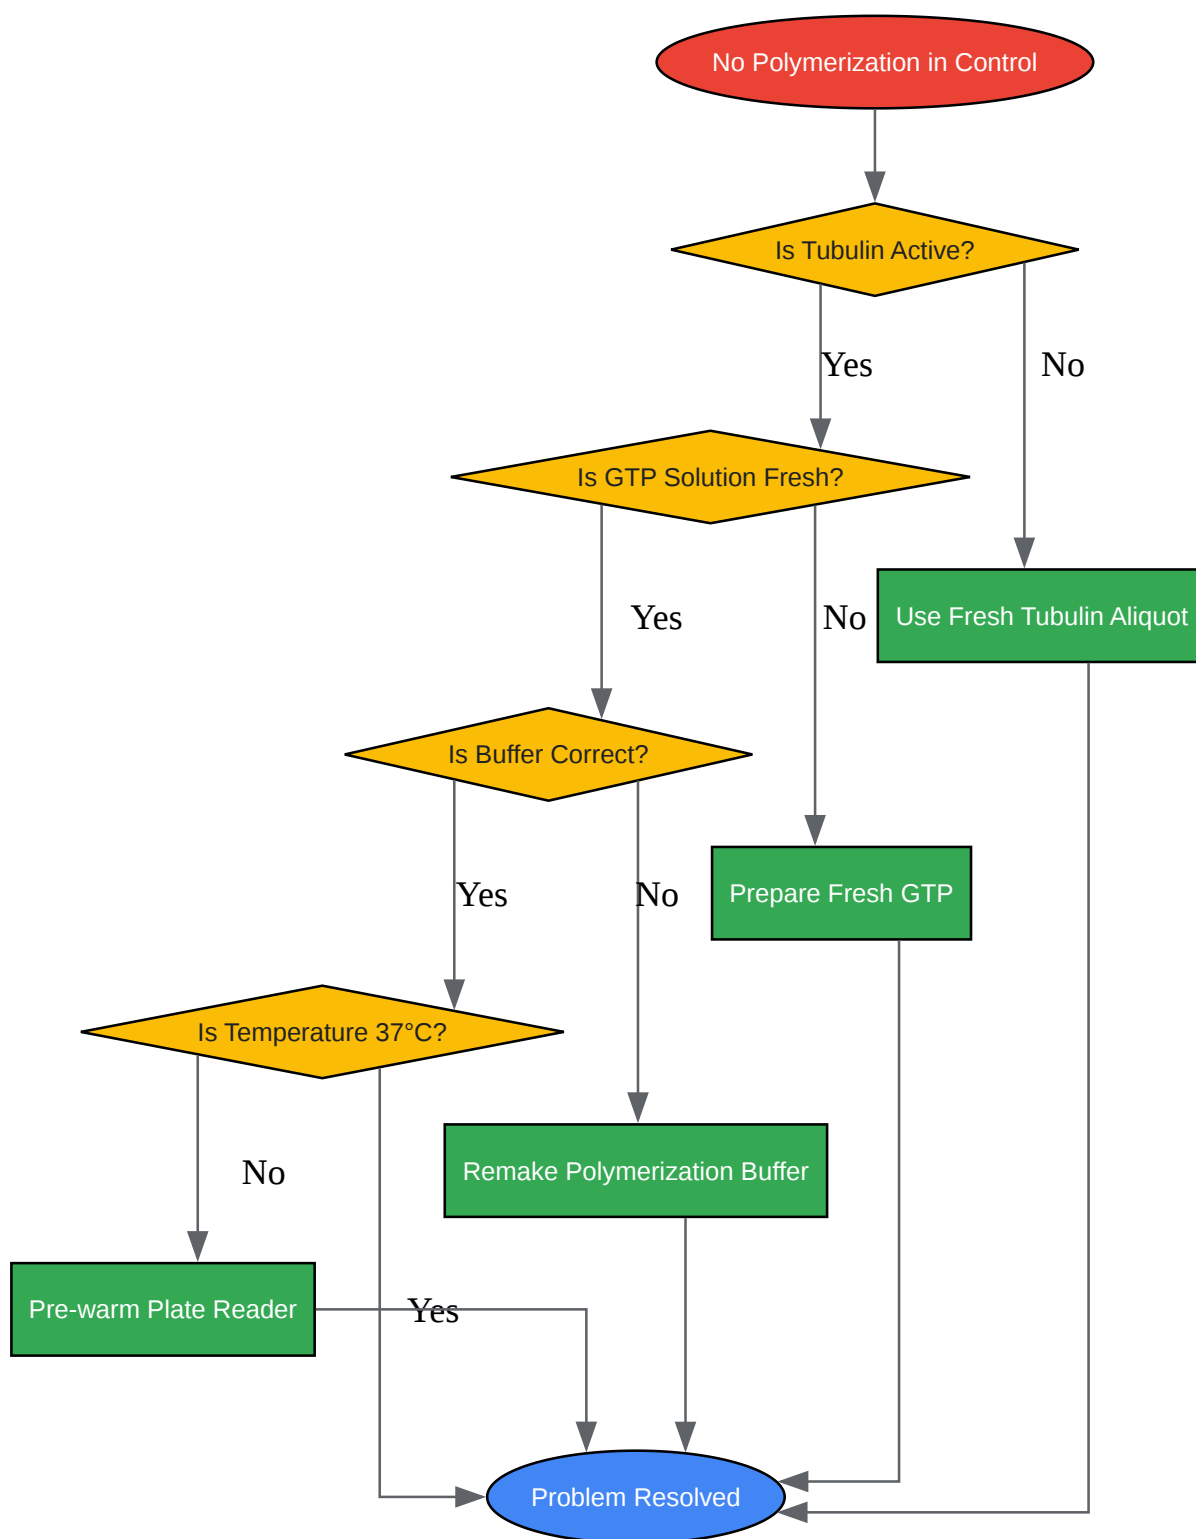 No Polymerization in Control
Is Tubulin Active?
Yes
No
Is GTP Solution Fresh?
Yes
No
Use Fresh Tubulin Aliquot
Is Buffer Correct?
Yes
No
Prepare Fresh GTP
Is Temperature 37°C?
No
Remake Polymerization Buffer
Pre-warm Plate Reader
Yes
Problem Resolved